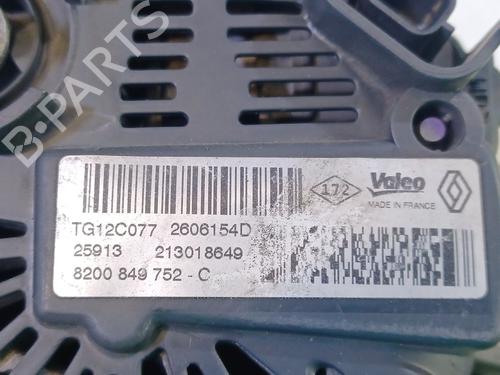 B-PARTS
172
Valeo
MADE IN FRANCE
TG12C077 2606154D
25913 213018649
8200 849 752 - C